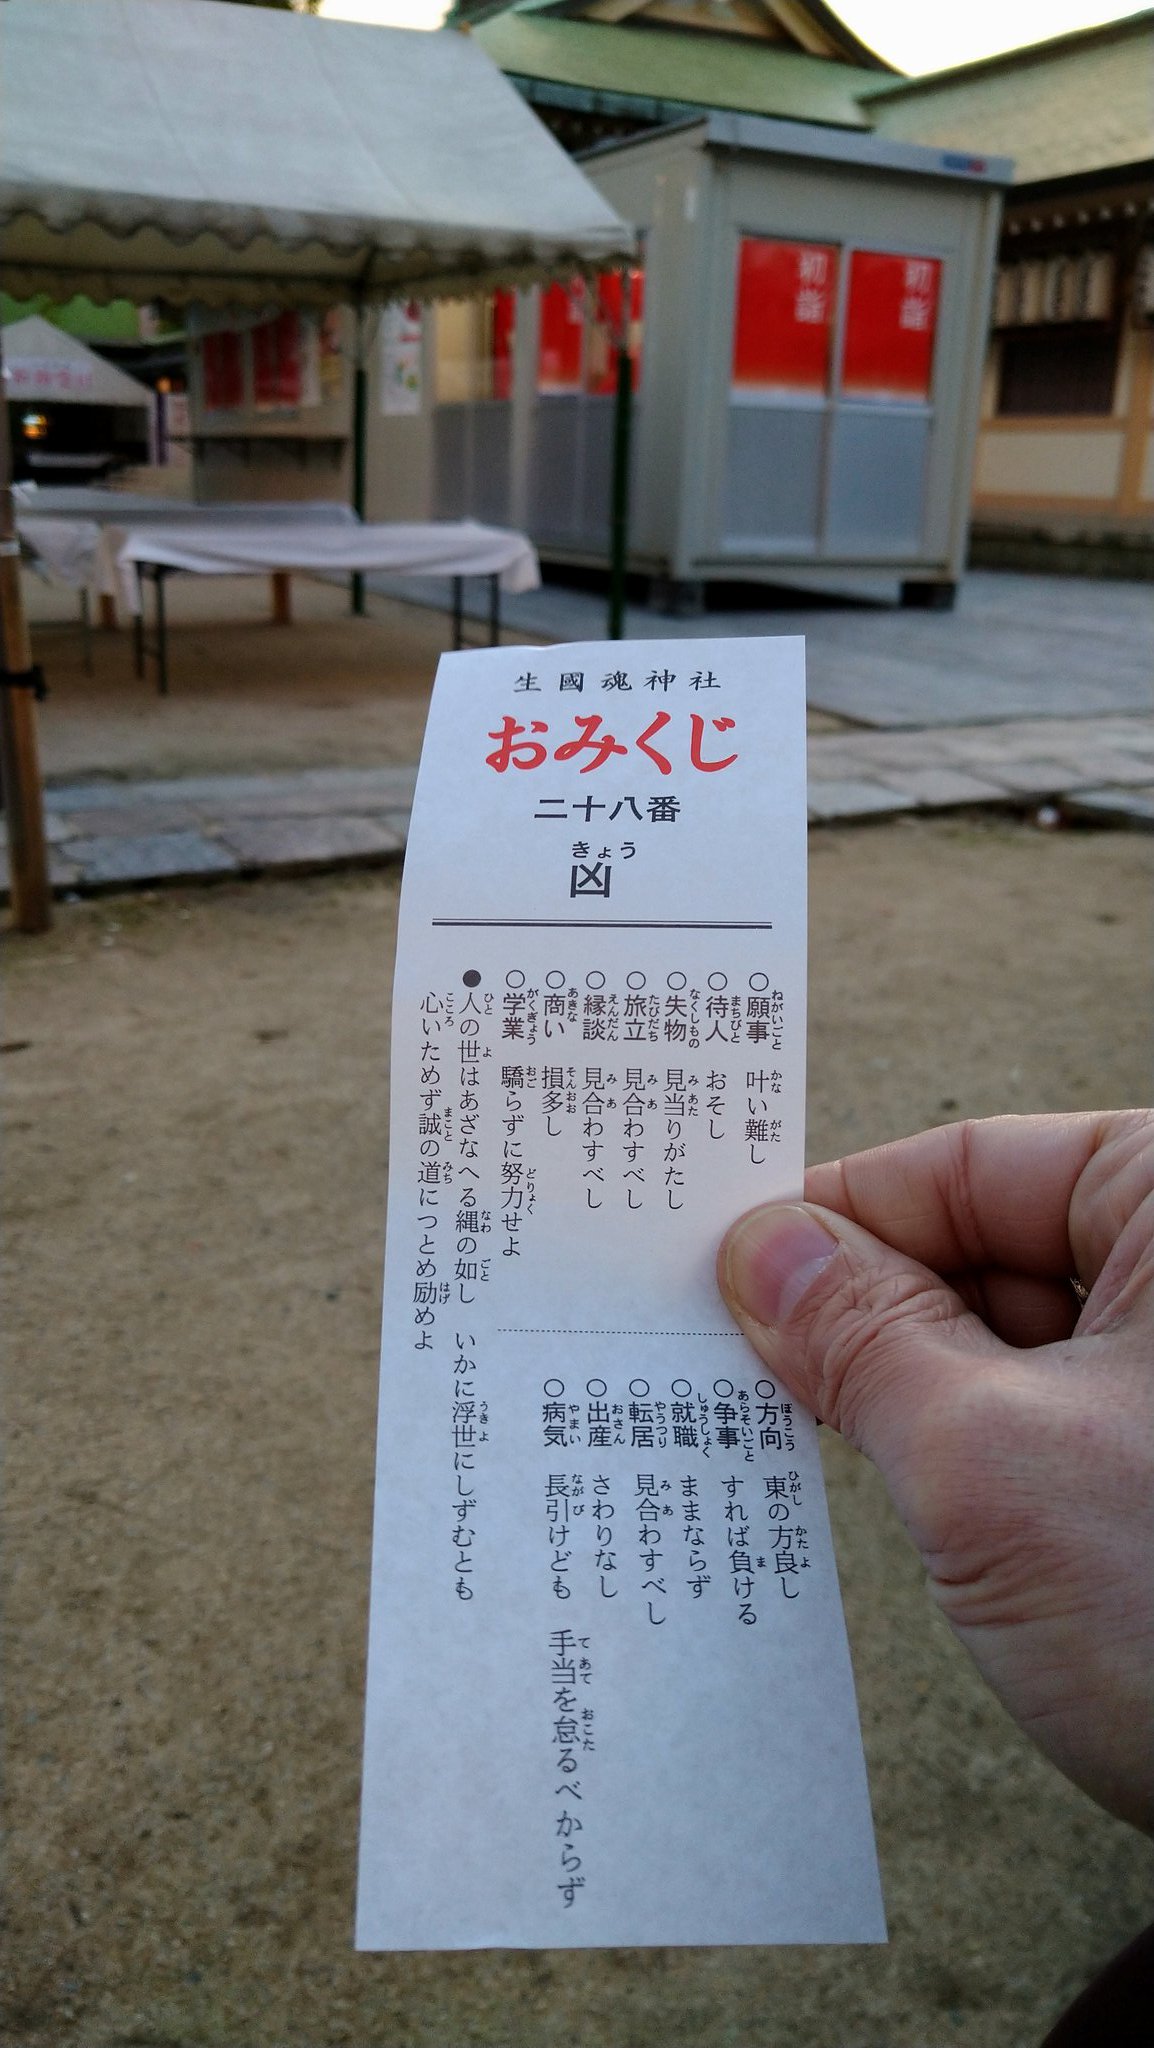 生國魂神社
おみくじ
二十八番
きょう
凶
○願事 叶い難し
○待人 おそし
○失物 見当りがたし
○旅立 見合わすべし
○縁談 見合わすべし
○商い 損多し
○学業 驕らずに努力せよ
○方向 東の方良し
○争事 すれば負ける
○就職 ままならず
○転居 見合わすべし
○出産 さわりなし
○病気 長引けども 手当を怠るべからず
●人の世はあざなへる縄の如し いかに浮世にしずむとも
心いためず誠の道につとめ励めよ
初詣
初詣